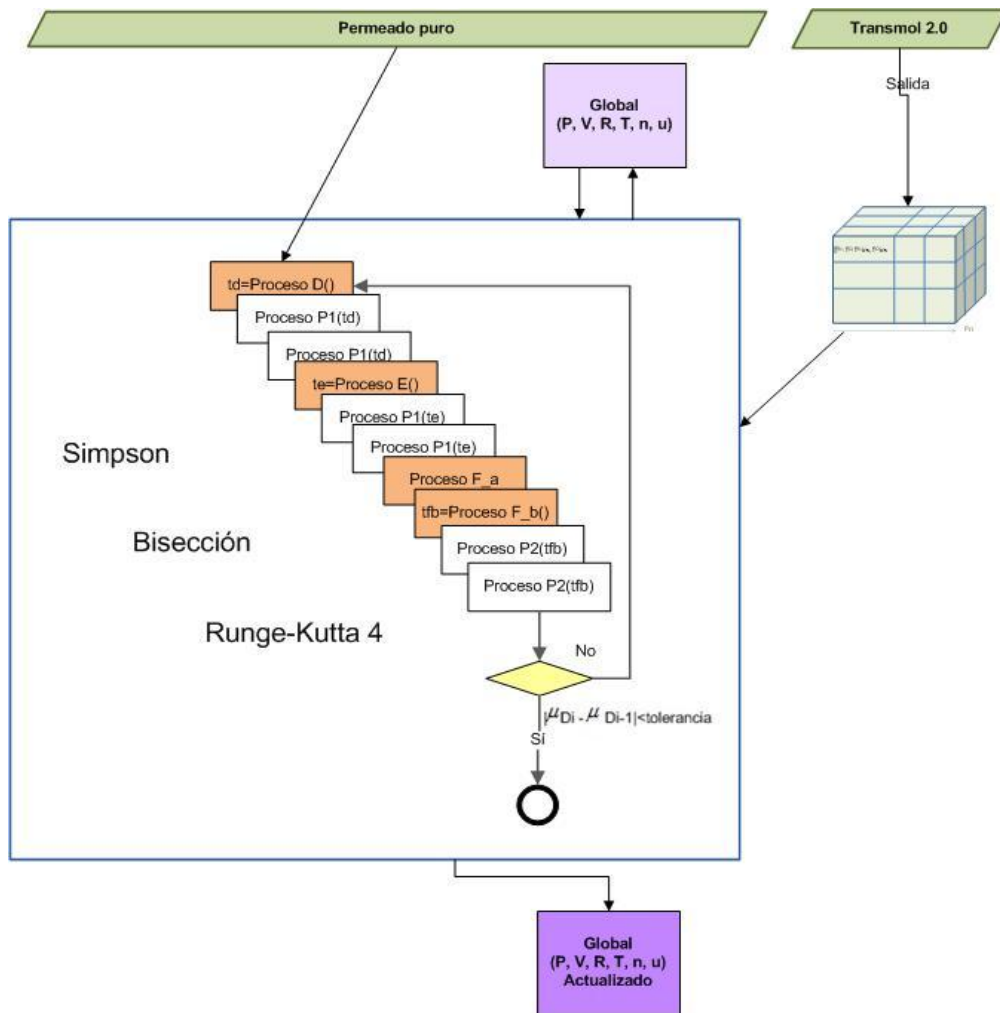 Permeado puro
Transmol 2.0
Salida
Global
(P, V, R, T, n, u)
td=Proceso D()
Proceso P1(td)
Proceso P1(td)
te=Proceso E()
Proceso P1(te)
Proceso P1(te)
Proceso F_a
tfb=Proceso F_b()
Proceso P2(tfb)
Proceso P2(tfb)
Simpson
Bisección
Runge-Kutta 4
No
|μDi - μ Di-1|<tolerancia
Sí
Global
(P, V, R, T, n, u)
Actualizado